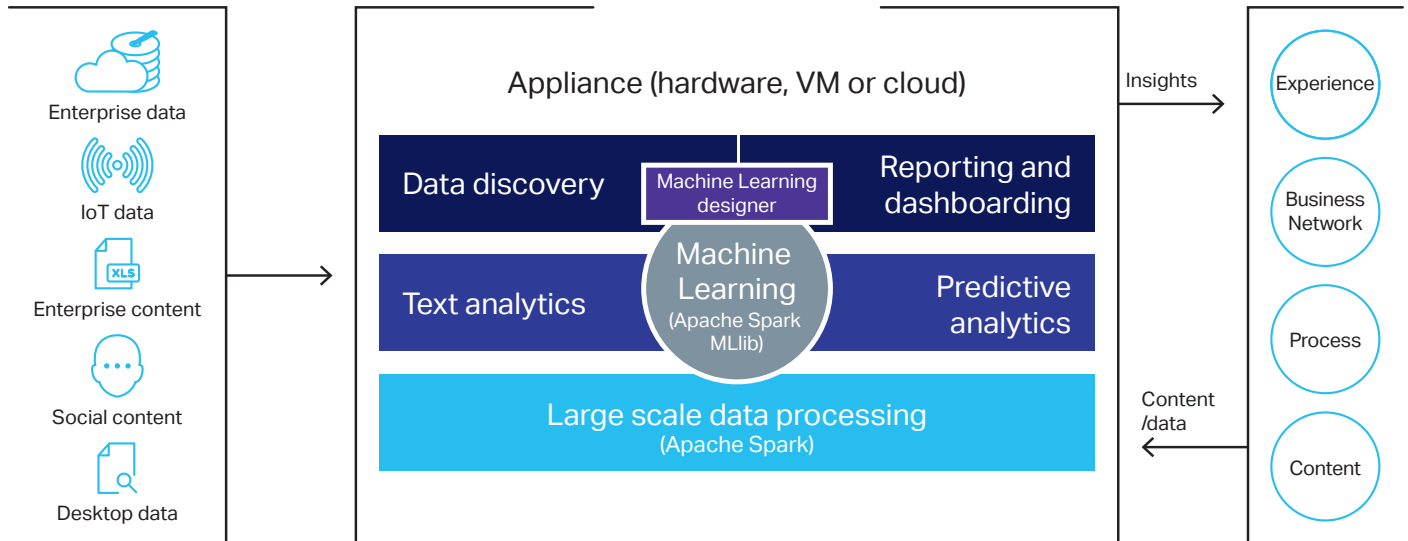 Enterprise data
IoT data
XLS
Enterprise content
Social content
Desktop data
Appliance (hardware, VM or cloud)
Data discovery
Machine Learning
designer
Reporting and
dashboarding
Text analytics
Machine
Learning
(Apache Spark
MLlib)
Predictive
analytics
Large scale data processing
(Apache Spark)
Insights
Content
/data
Experience
Business
Network
Process
Content